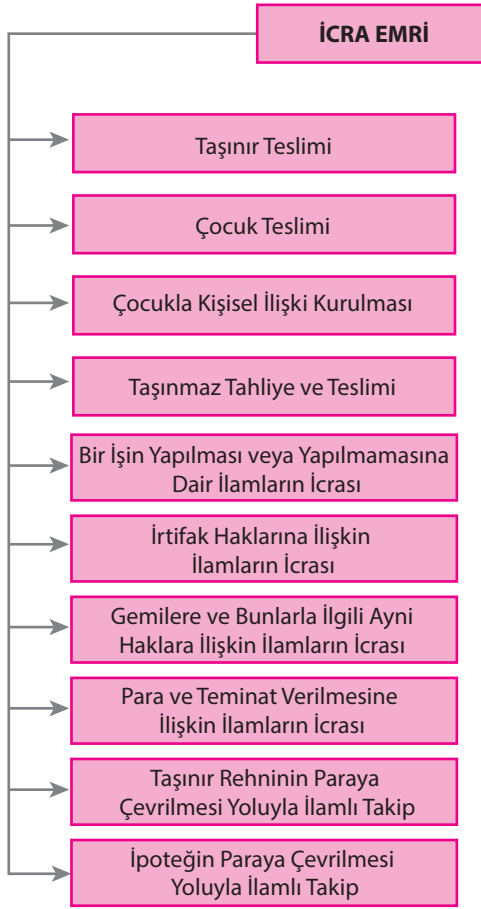 İCRA EMRİ
Taşınır Teslimi
Çocuk Teslimi
Çocukla Kişisel İlişki Kurulması
Taşınmaz Tahliye ve Teslimi
Bir İşin Yapılması veya Yapılmamasına
Dair İlamların İcrası
İrtifak Haklarına İlişkin
İlamların İcrası
Gemilere ve Bunlarla İlgili Ayni
Haklara İlişkin İlamların İcrası
Para ve Teminat Verilmesine
İlişkin İlamların İcrası
Taşınır Rehninin Paraya
Çevrilmesi Yoluyla İlamlı Takip
İpoteğin Paraya Çevrilmesi
Yoluyla İlamlı Takip